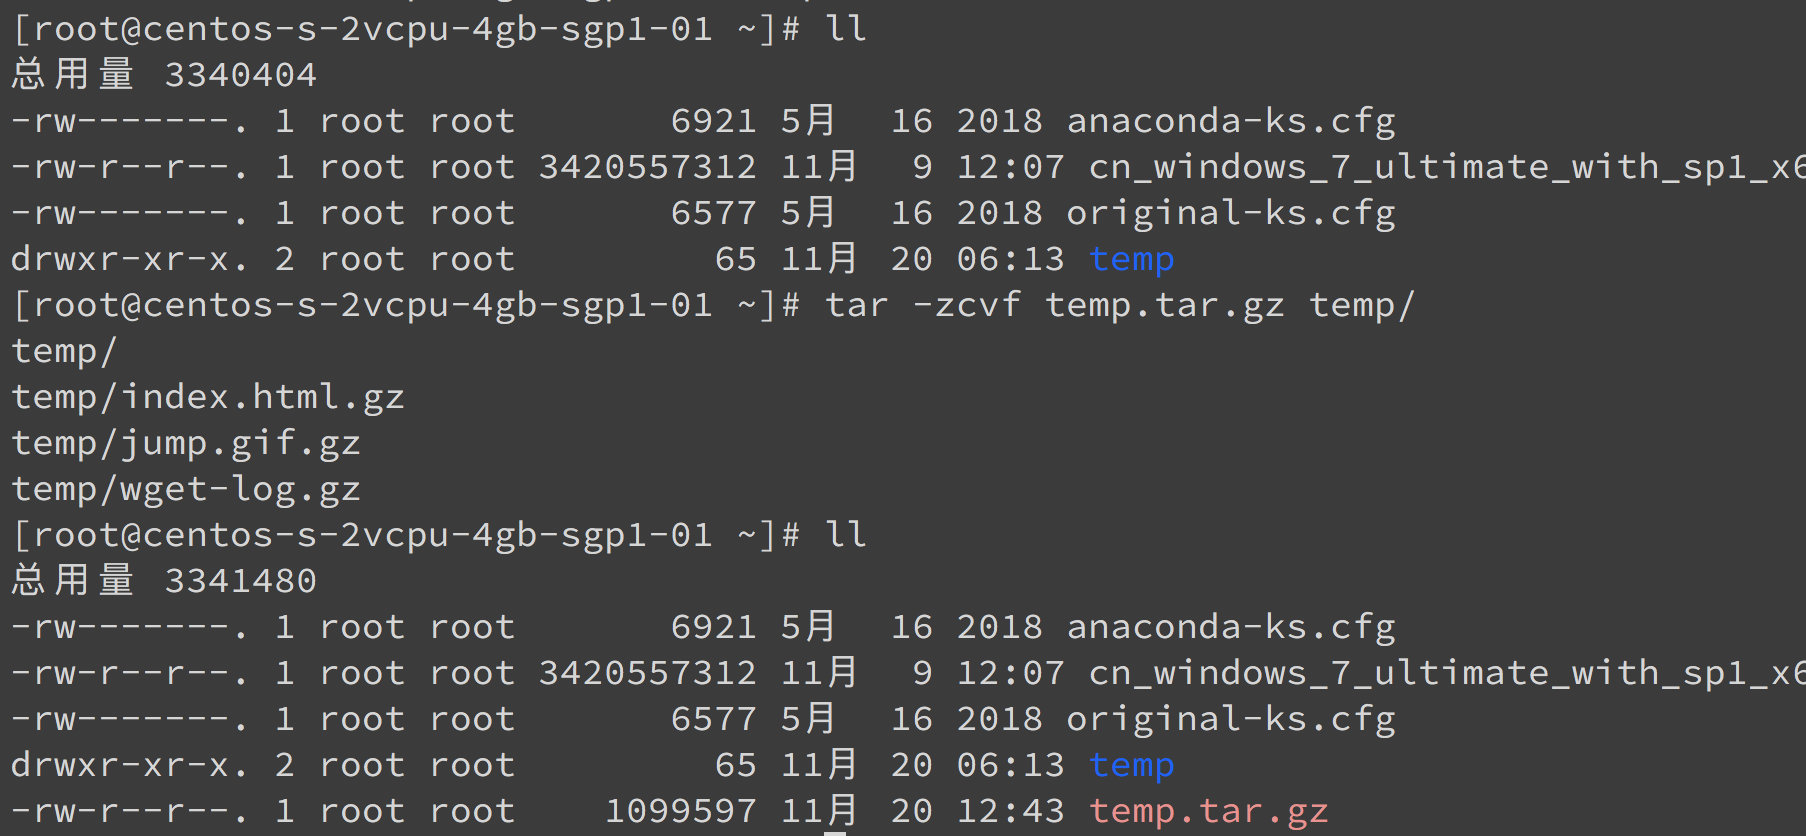 [root@centos-s-2vcpu-4gb-sgp1-01 ~]# ll
总用量 3340404
-rw-------. 1 root root       6921 5月   16 2018 anaconda-ks.cfg
-rw-r--r--. 1 root root 3420557312 11月  9 12:07 cn_windows_7_ultimate_with_sp1_x6
-rw-------. 1 root root       6577 5月   16 2018 original-ks.cfg
drwxr-xr-x. 2 root root         65 11月 20 06:13 temp
[root@centos-s-2vcpu-4gb-sgp1-01 ~]# tar -zcvf temp.tar.gz temp/
temp/
temp/index.html.gz
temp/jump.gif.gz
temp/wget-log.gz
[root@centos-s-2vcpu-4gb-sgp1-01 ~]# ll
总用量 3341480
-rw-------. 1 root root       6921 5月   16 2018 anaconda-ks.cfg
-rw-r--r--. 1 root root 3420557312 11月  9 12:07 cn_windows_7_ultimate_with_sp1_x6
-rw-------. 1 root root       6577 5月   16 2018 original-ks.cfg
drwxr-xr-x. 2 root root         65 11月 20 06:13 temp
-rw-r--r--. 1 root root    1099597 11月 20 12:43 temp.tar.gz